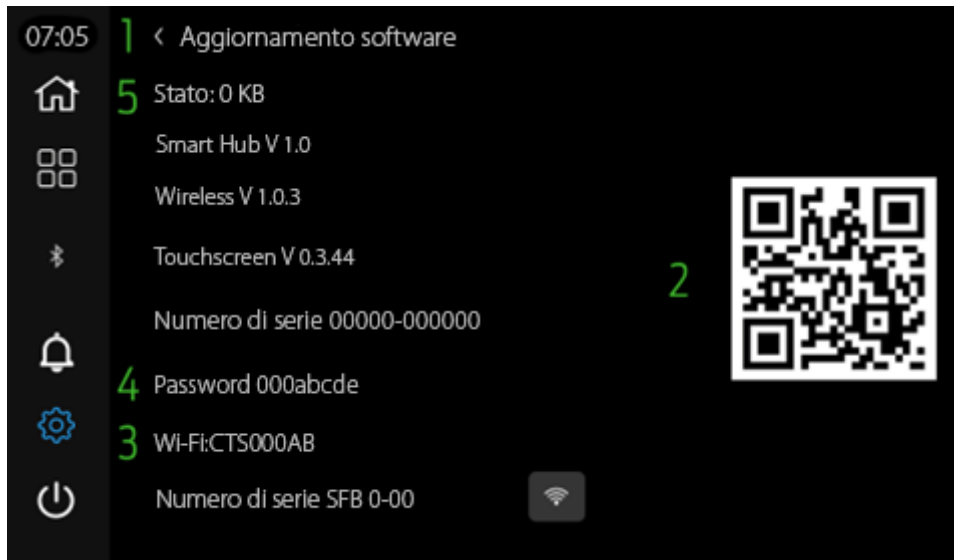 07:05
1 < Aggiornamento software
5 Stato: 0 KB
Smart Hub V 1.0
Wireless V 1.0.3
Touchscreen V 0.3.44
2
Numero di serie 00000-000000
4 Password 000abcde
3 Wi-Fi:CTS000AB
Numero di serie SFB 0-00